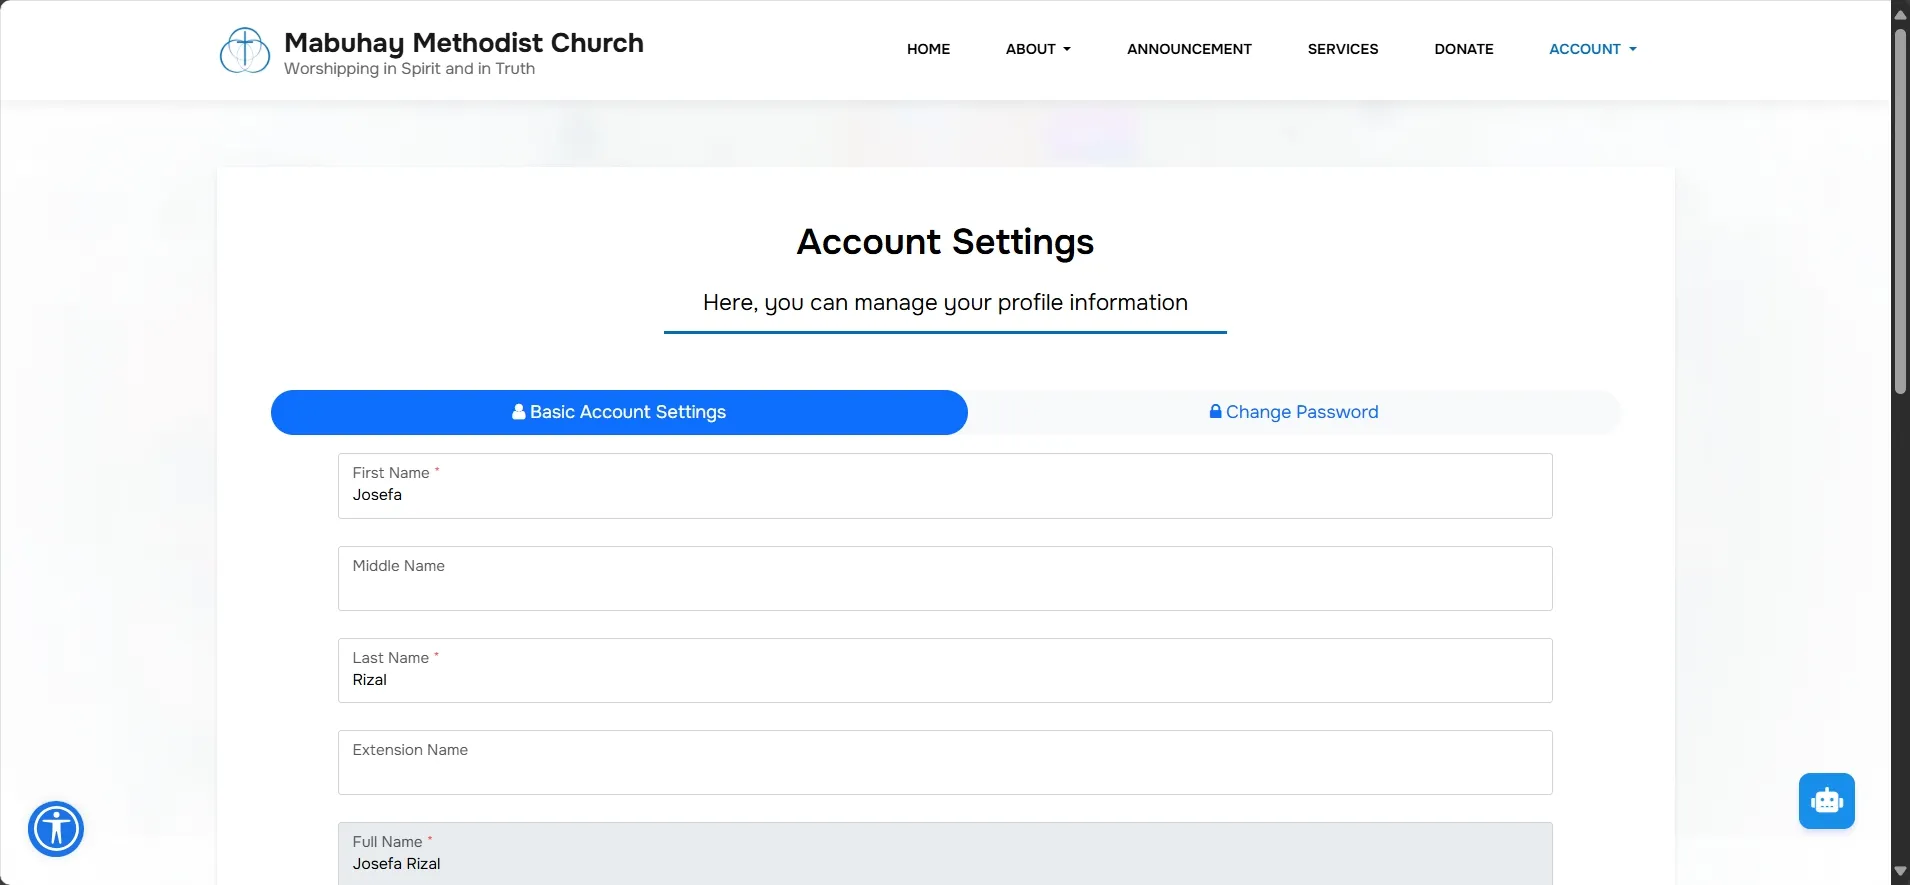 Mabuhay Methodist Church
Worshipping in Spirit and in Truth
HOME
ABOUT
ANNOUNCEMENT
SERVICES
DONATE
ACCOUNT
Account Settings
Here, you can manage your profile information
Basic Account Settings
Change Password
First Name *
Josefa
Middle Name
Last Name *
Rizal
Extension Name
Full Name *
Josefa Rizal